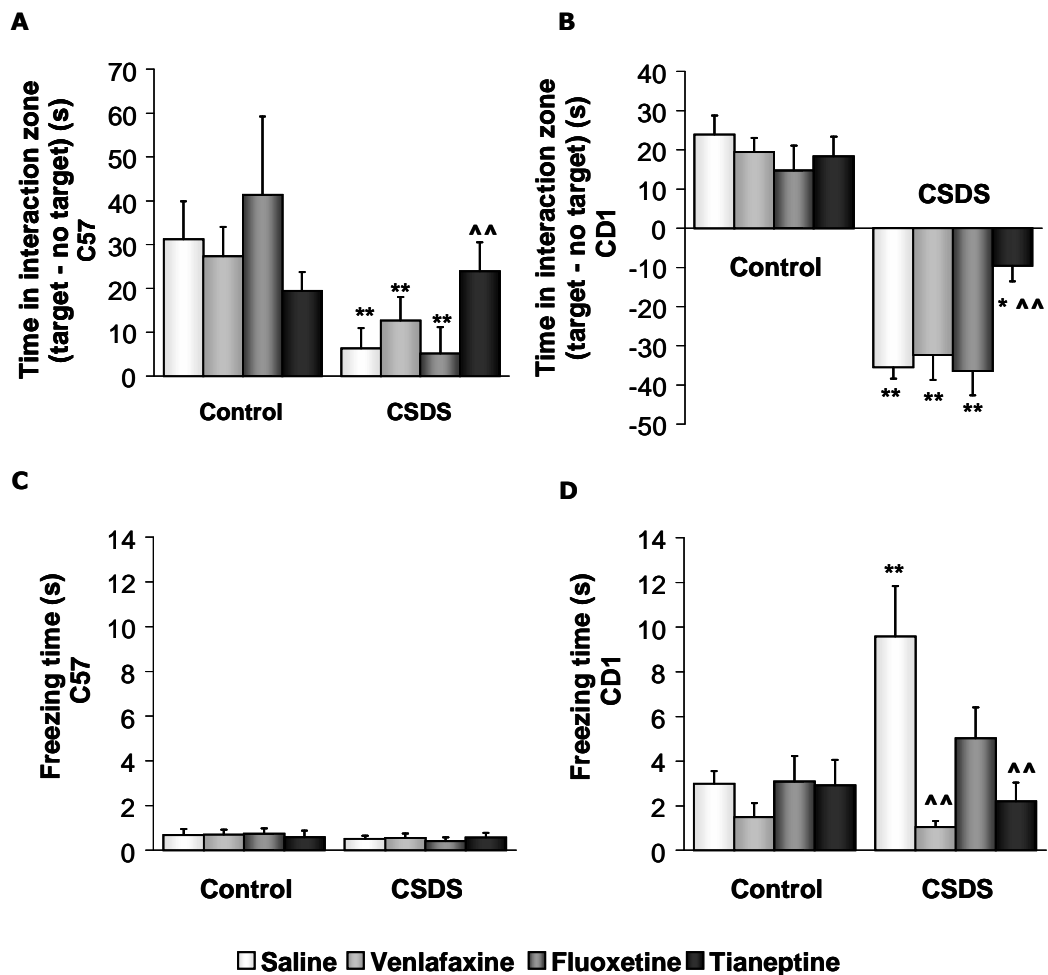 A
Time in interaction zone
(target - no target) (s)
C57
70
60
50
40
30
20
10
0
^^
**
**
**
Control
CSDS
B
Time in interaction zone
(target - no target) (s)
CD1
40
30
20
10
0
-10
-20
-30
-40
-50
CSDS
Control
* ^^
**
**
**
C
Freezing time (s)
C57
14
12
10
8
6
4
2
0
Control
CSDS
D
Freezing time (s)
CD1
14
12
10
8
6
4
2
0
**
^^
^^
Control
CSDS
Saline Venlafaxine Fluoxetine Tianeptine